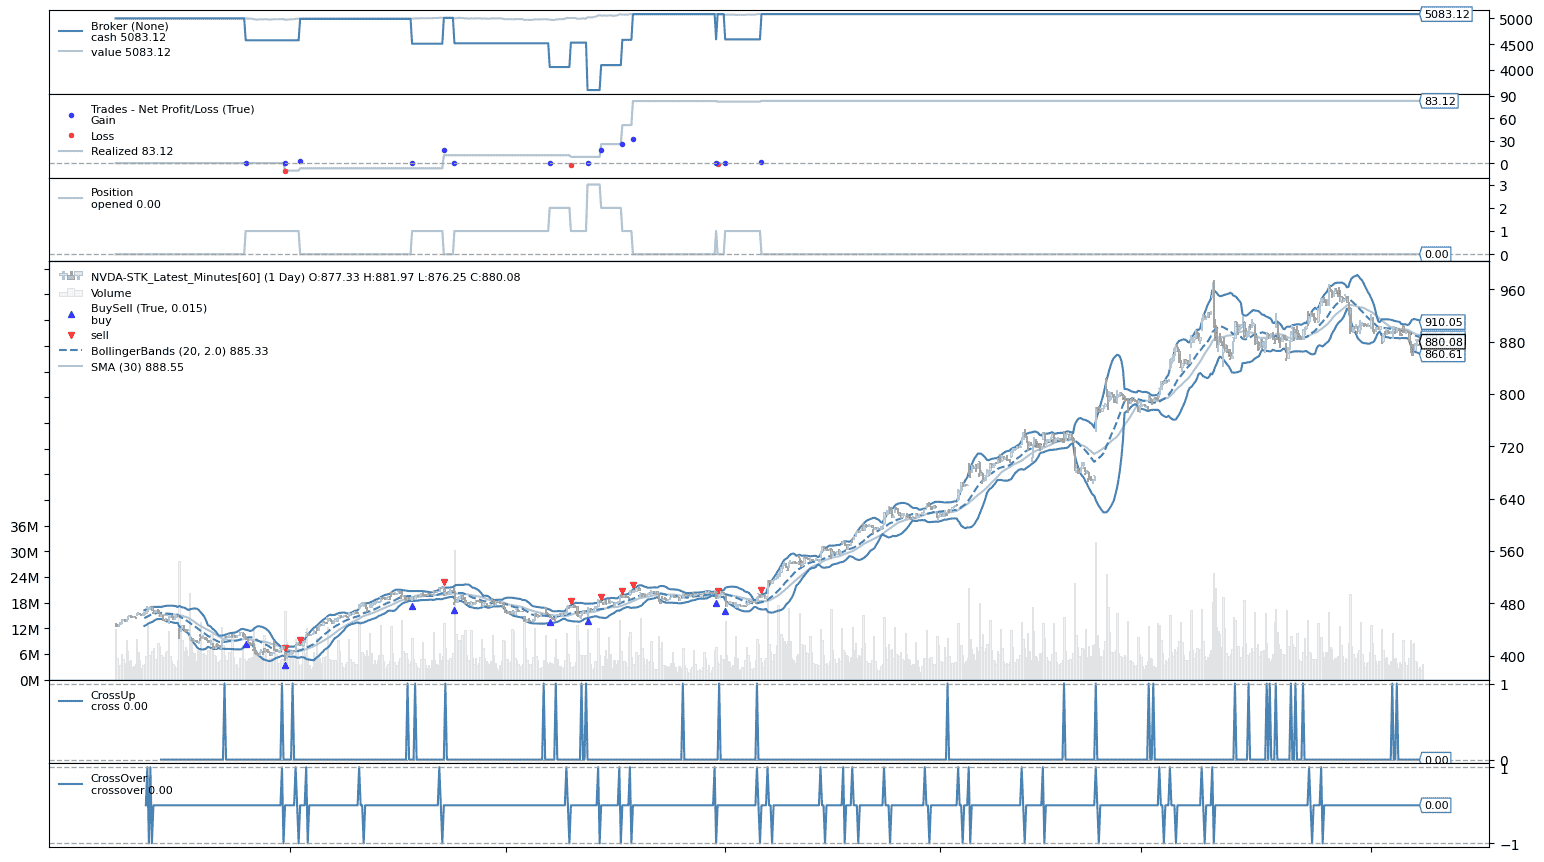 Broker (None)
cash 5083.12
value 5083.12
5083.12
5000
4500
4000
Trades - Net Profit/Loss (True)
Gain
Loss
Realized 83.12
83.12
90
60
30
0
Position
opened 0.00
0.00
3
2
1
0
NVDA-STK_Latest_Minutes[60] (1 Day) O:877.33 H:881.97 L:876.25 C:880.08
Volume
BuySell (True, 0.015)
buy
sell
BollingerBands (20, 2.0) 885.33
SMA (30) 888.55
910.05
880.08
860.61
960
880
800
720
640
560
480
400
36M
30M
24M
18M
12M
6M
0M
CrossUp
cross 0.00
0.00
1
0
CrossOver
crossover 0.00
0.00
1
−1